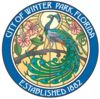 CITY OF WINTER PARK, FLORIDA
ESTABLISHED 1882